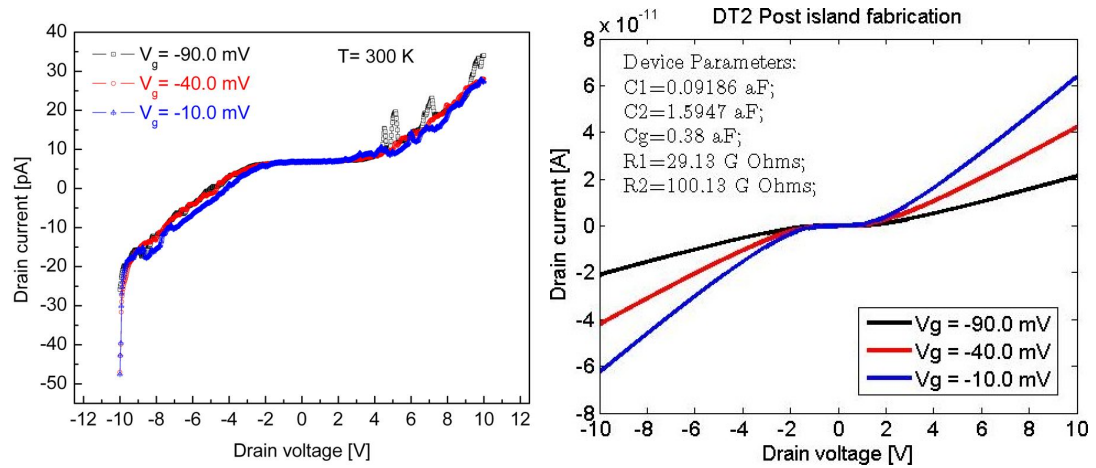 40
30
20
10
0
-10
-20
-30
-40
-50
Drain current [pA]
Vg = -90.0 mV
Vg = -40.0 mV
Vg = -10.0 mV
T= 300 K
-12 -10 -8 -6 -4 -2 0 2 4 6 8 10 12
Drain voltage [V]
DT2 Post island fabrication
x 10-11
8
6
4
2
0
-2
-4
-6
-8
Drain current [A]
Device Parameters:
C1=0.09186 aF;
C2=1.5947 aF;
Cg=0.38 aF;
R1=29.13 G Ohms;
R2=100.13 G Ohms;
Vg = -90.0 mV
Vg = -40.0 mV
Vg = -10.0 mV
-10 -8 -6 -4 -2 0 2 4 6 8 10
Drain voltage [V]